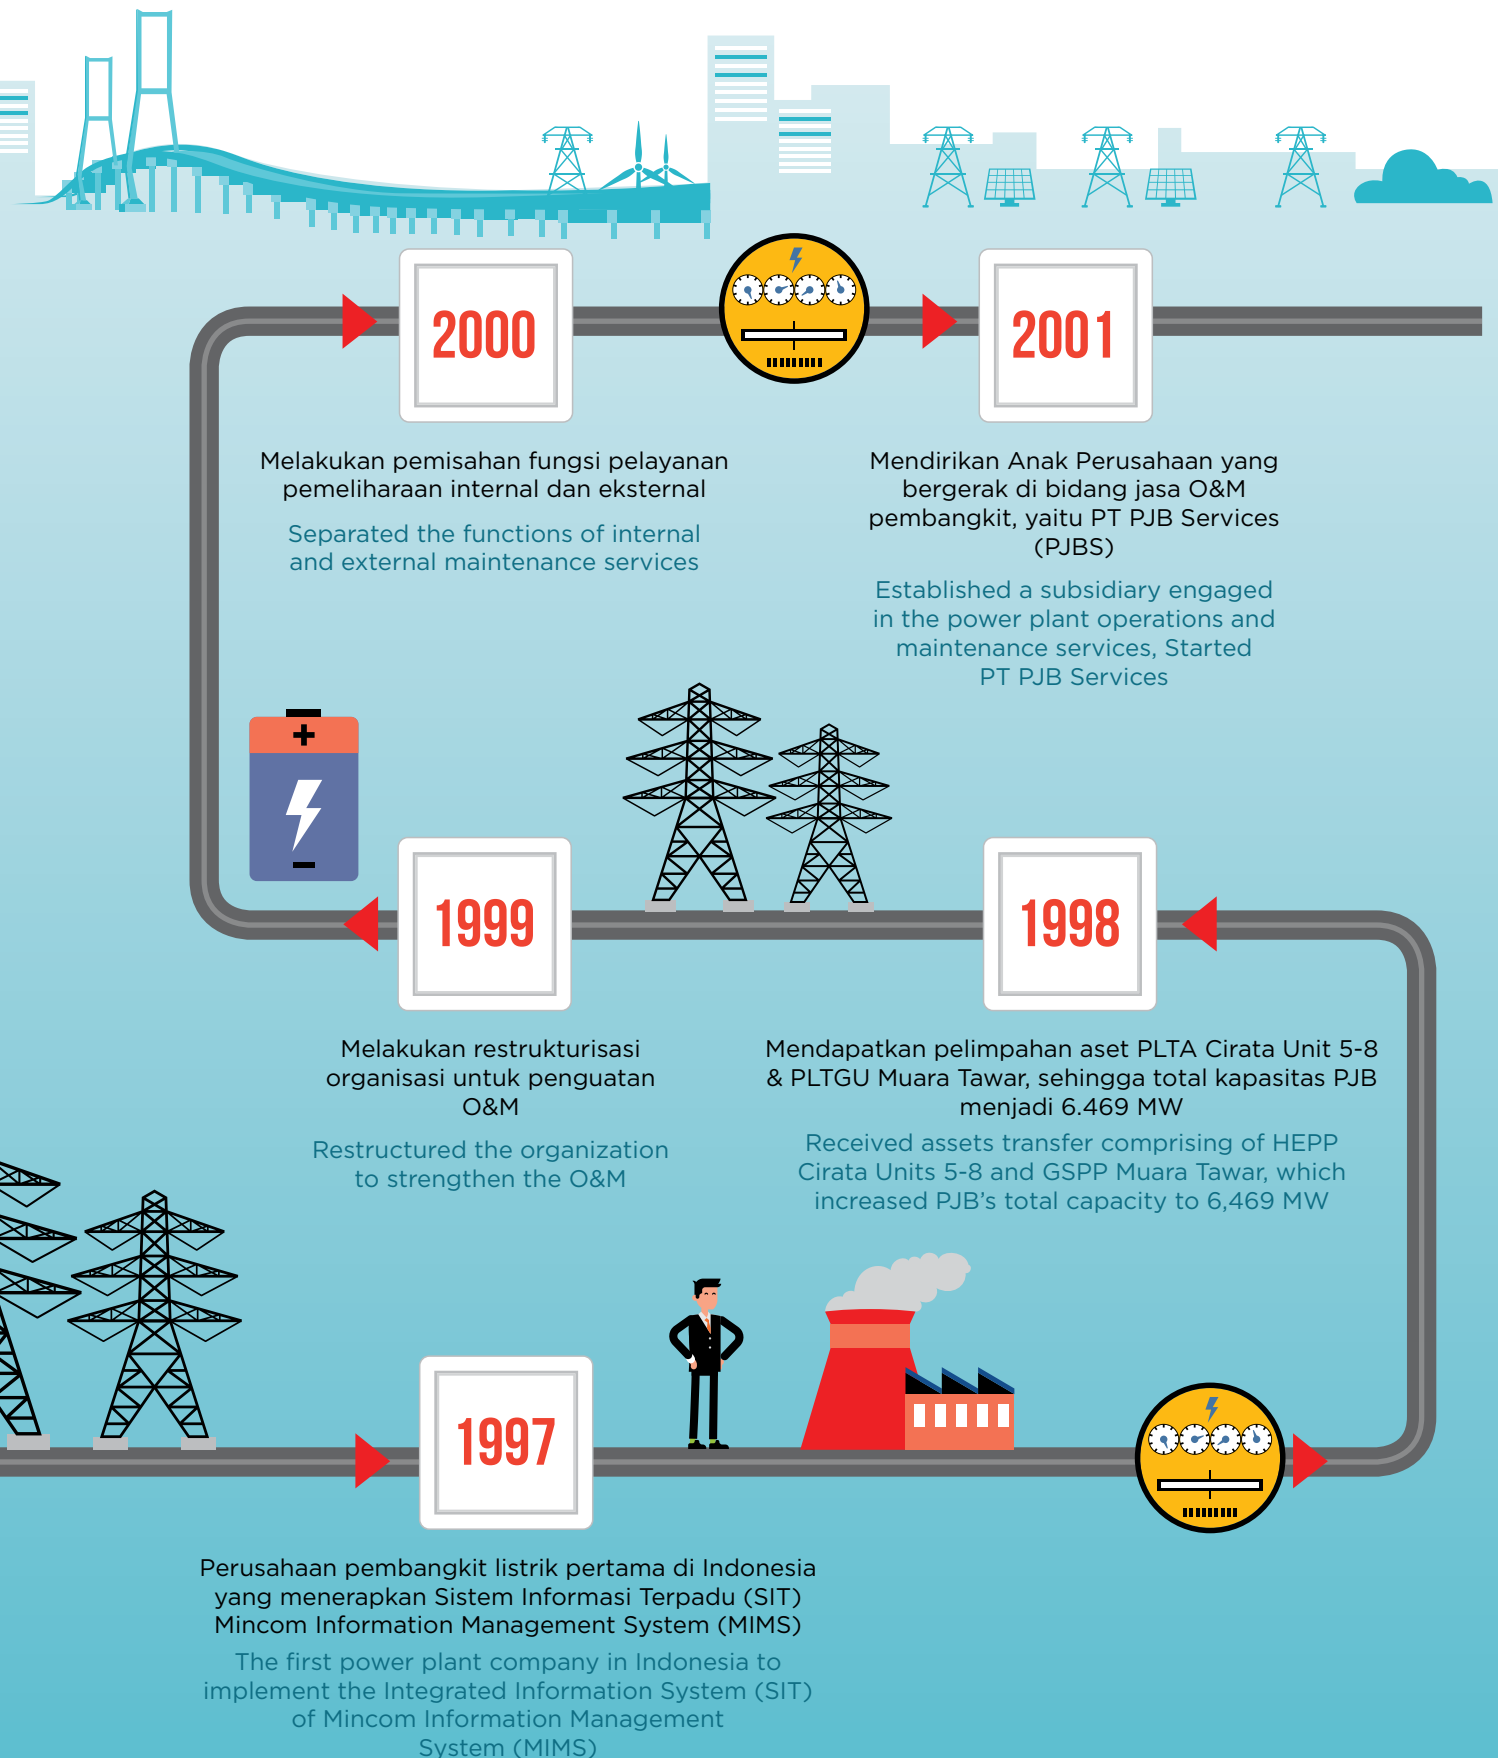 2000
Melakukan pemisahan fungsi pelayanan
pemeliharaan internal dan eksternal
Separated the functions of internal
and external maintenance services
2001
Mendirikan Anak Perusahaan yang
bergerak di bidang jasa O&M
pembangkit, yaitu PT PJB Services
(PJBS)
Established a subsidiary engaged
in the power plant operations and
maintenance services, Started
PT PJB Services
1999
Melakukan restrukturisasi
organisasi untuk penguatan
O&M
Restructured the organization
to strengthen the O&M
1998
Mendapatkan pelimpahan aset PLTA Cirata Unit 5-8
& PLTGU Muara Tawar, sehingga total kapasitas PJB
menjadi 6.469 MW
Received assets transfer comprising of HEPP
Cirata Units 5-8 and GSPP Muara Tawar, which
increased PJB’s total capacity to 6,469 MW
1997
Perusahaan pembangkit listrik pertama di Indonesia
yang menerapkan Sistem Informasi Terpadu (SIT)
Mincom Information Management System (MIMS)
The first power plant company in Indonesia to
implement the Integrated Information System (SIT)
of Mincom Information Management
System (MIMS)